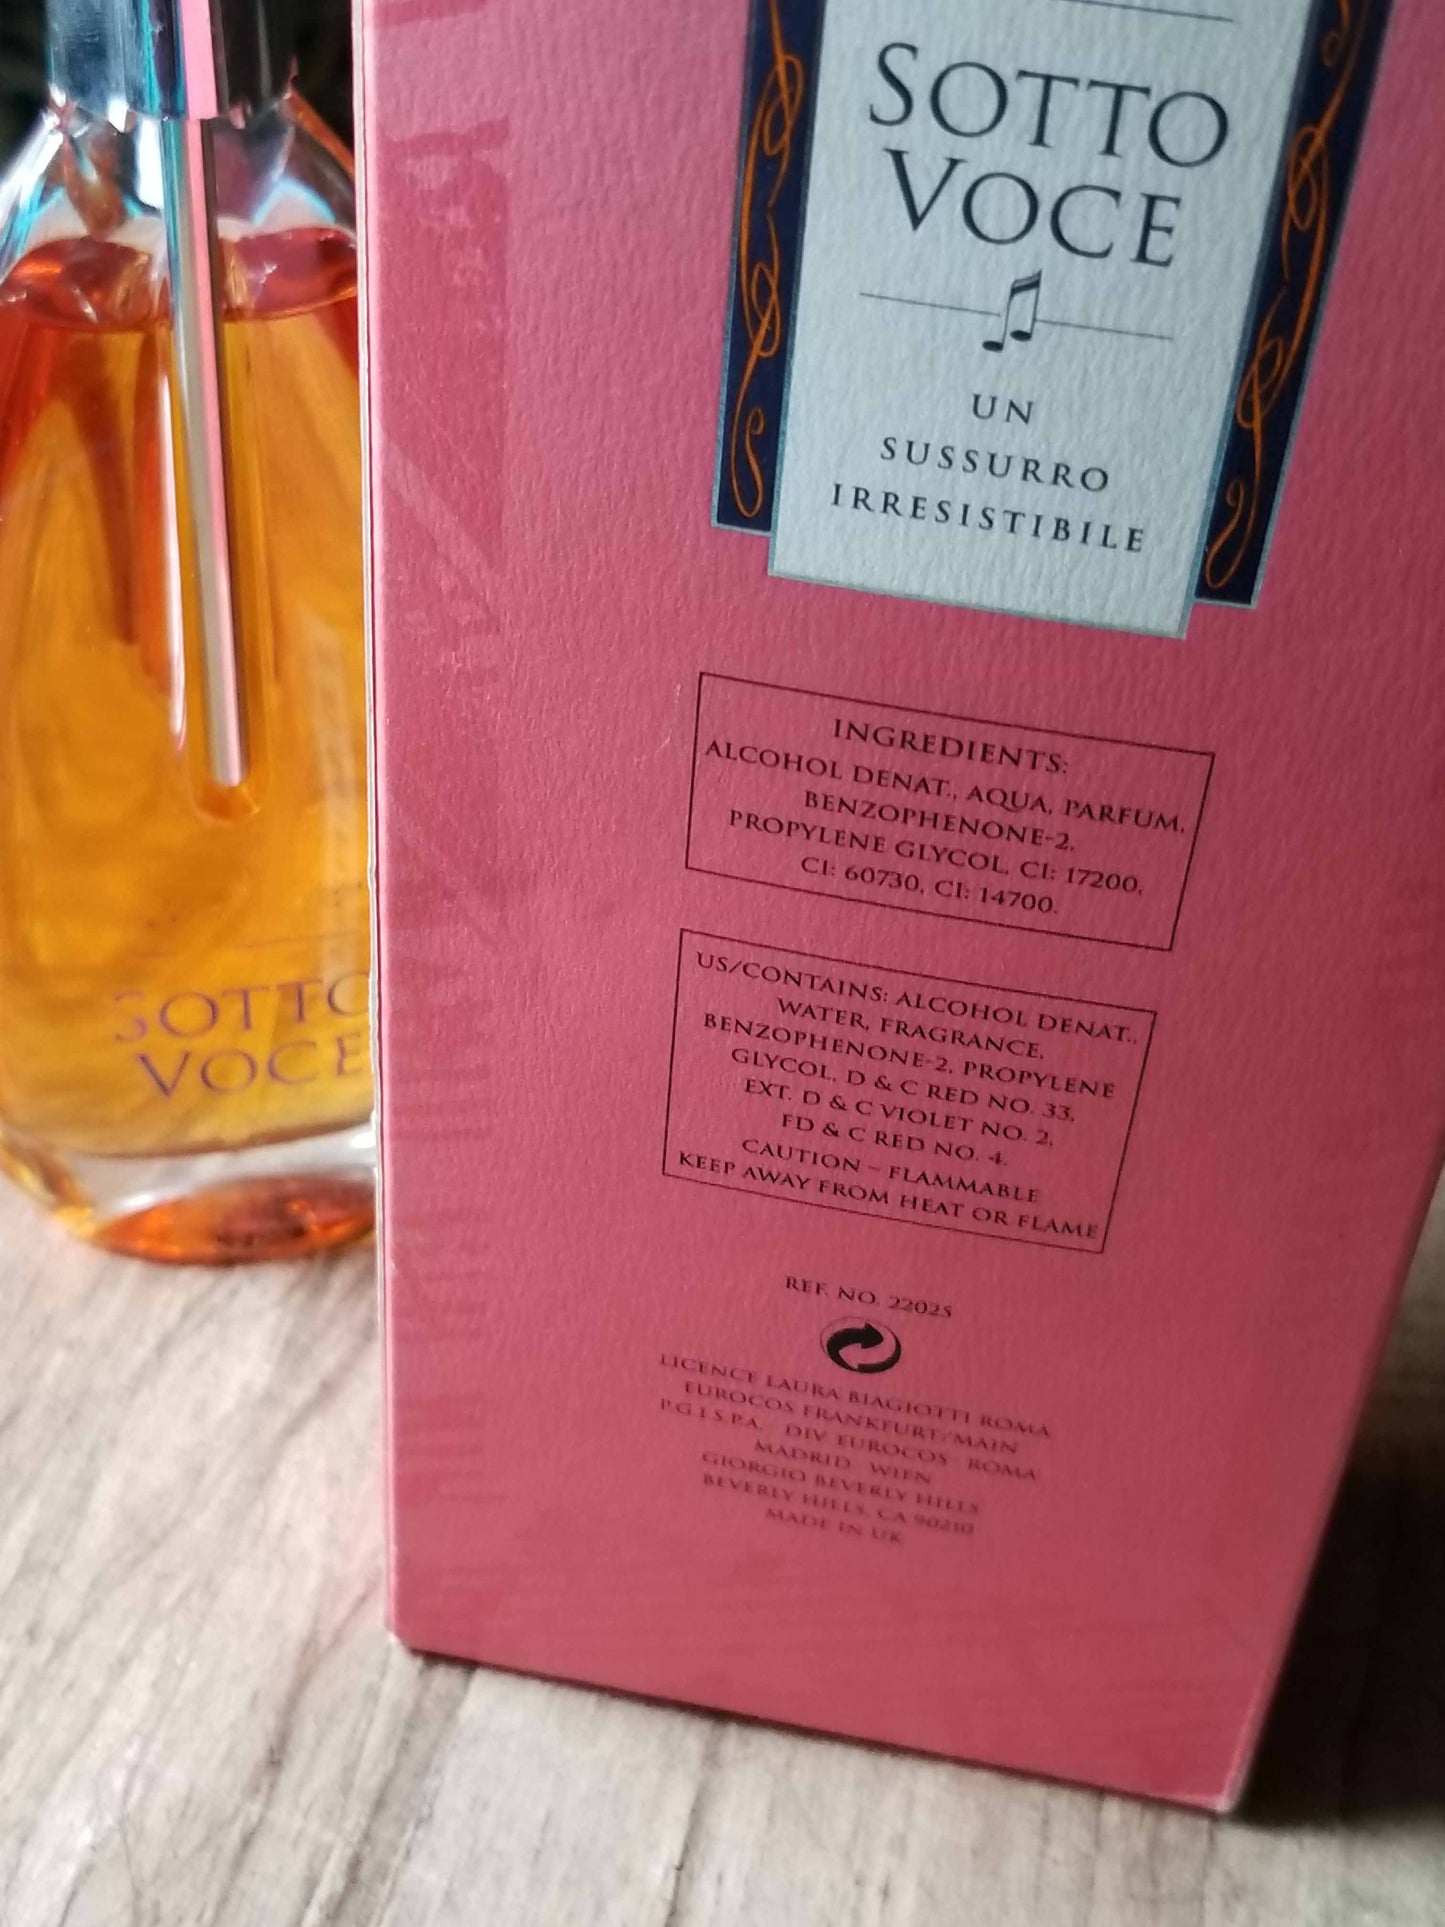 SOTTO
VOCE
UN
SUSSURRO
IRRESISTIBILE
INGREDIENTS:
ALCOHOL DENAT., AQUA, PARFUM,
BENZOPHENONE-2,
PROPYLENE GLYCOL, CI: 17200,
CI: 60730, CI: 14700.
US/CONTAINS: ALCOHOL DENAT.,
WATER, FRAGRANCE,
BENZOPHENONE-2, PROPYLENE
GLYCOL, D & C RED NO. 33,
EXT. D & C VIOLET NO. 2,
FD & C RED NO. 4.
CAUTION – FLAMMABLE
KEEP AWAY FROM HEAT OR FLAME
REF. NO. 22025
LICENCE LAURA BIAGIOTTI ROMA
EUROCOS FRANKFURT/MAIN
P.G.I.S.P.A. DIV EUROCOS ROMA
MADRID WIEN
GIORGIO BEVERLY HILLS
BEVERLY HILLS, CA 90210
MADE IN UK
SOTTO
VOCE